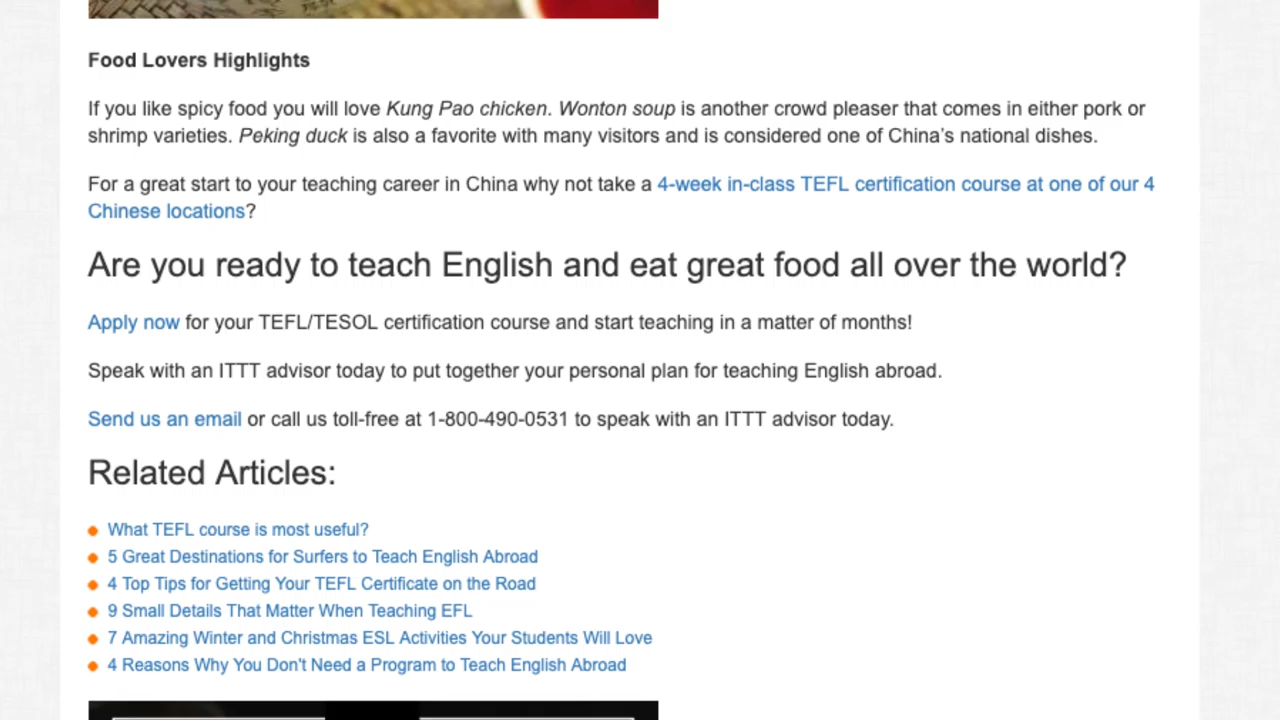 Food Lovers Highlights
If you like spicy food you will love Kung Pao chicken. Wonton soup is another crowd pleaser that comes in either pork or
shrimp varieties. Peking duck is also a favorite with many visitors and is considered one of China’s national dishes.
For a great start to your teaching career in China why not take a 4-week in-class TEFL certification course at one of our 4
Chinese locations?
Are you ready to teach English and eat great food all over the world?
Apply now for your TEFL/TESOL certification course and start teaching in a matter of months!
Speak with an ITTT advisor today to put together your personal plan for teaching English abroad.
Send us an email or call us toll-free at 1-800-490-0531 to speak with an ITTT advisor today.
Related Articles:
What TEFL course is most useful?
5 Great Destinations for Surfers to Teach English Abroad
4 Top Tips for Getting Your TEFL Certificate on the Road
9 Small Details That Matter When Teaching EFL
7 Amazing Winter and Christmas ESL Activities Your Students Will Love
4 Reasons Why You Don't Need a Program to Teach English Abroad